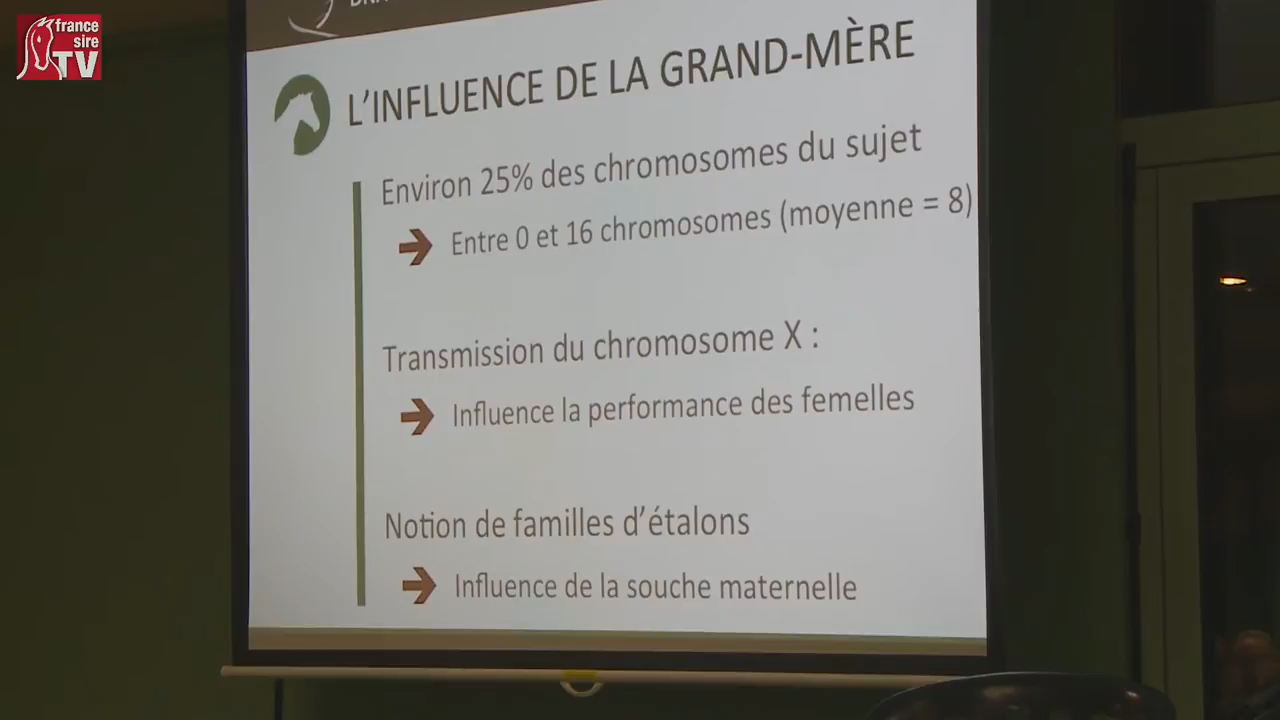 france
sire
TV
L'INFLUENCE DE LA GRAND-MÈRE
Environ 25% des chromosomes du sujet
Entre 0 et 16 chromosomes (moyenne = 8)
Transmission du chromosome X :
Influence la performance des femelles
Notion de familles d'étalons
Influence de la souche maternelle